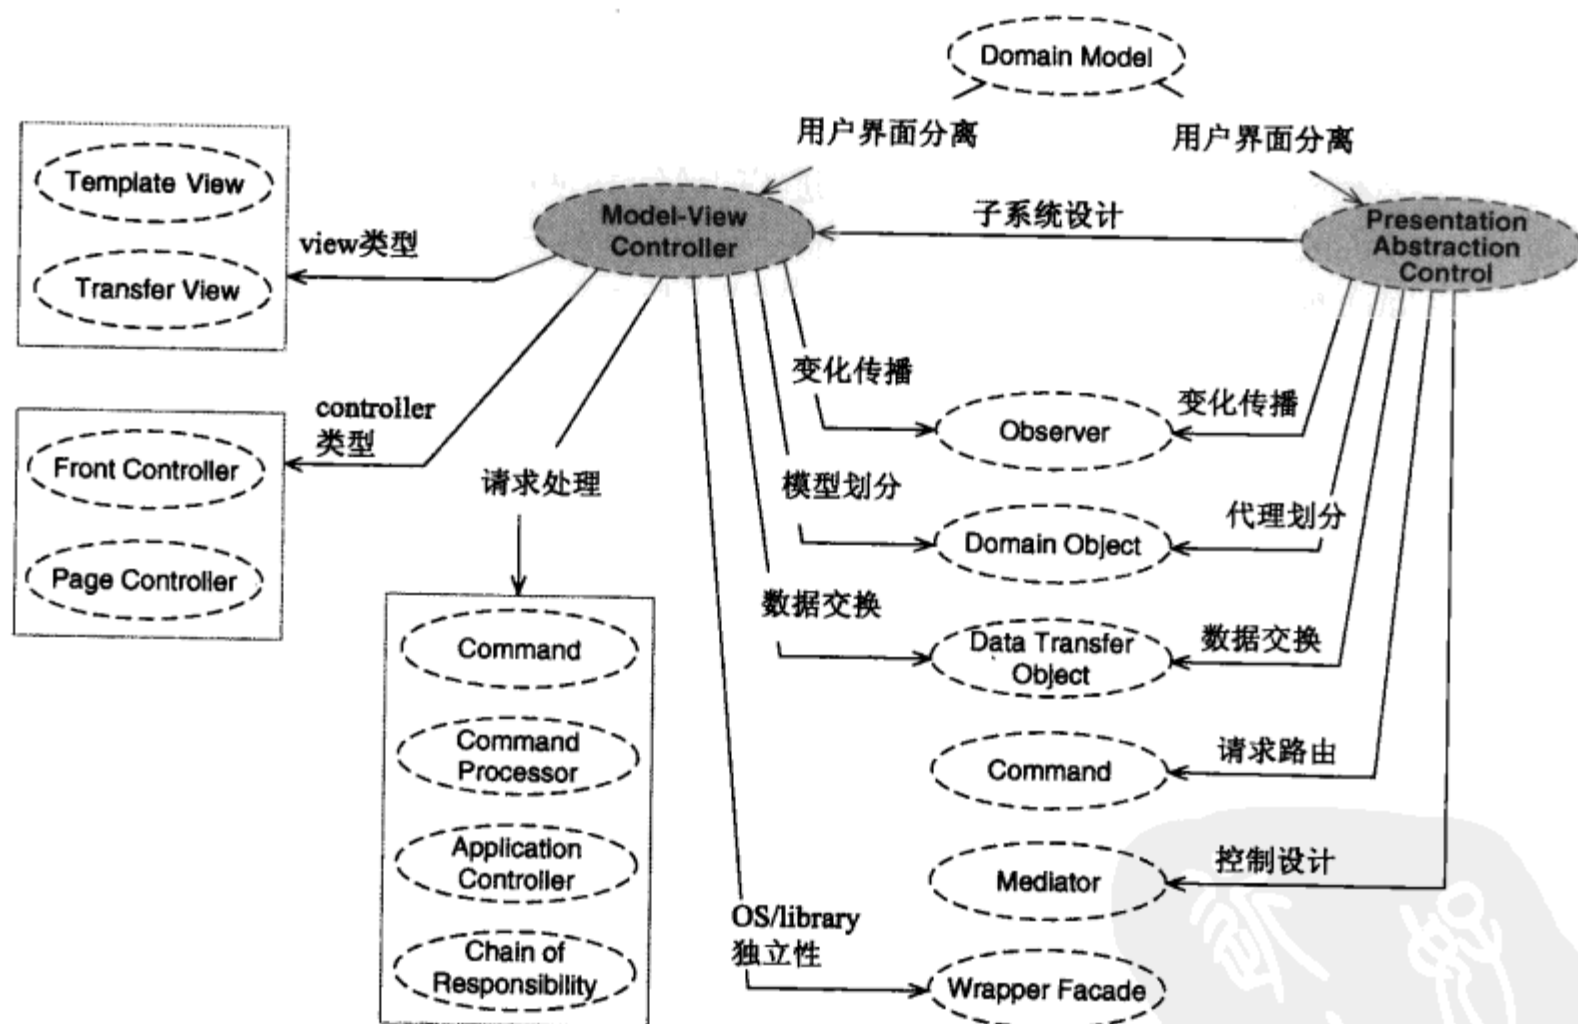 Domain Model
用户界面分离
用户界面分离
Template View
Transfer View
view类型
Model-View
Controller
子系统设计
Presentation
Abstraction
Control
controller
类型
Front Controller
Page Controller
请求处理
Command
Command
Processor
Application
Controller
Chain of
Responsibility
变化传播
Observer
变化传播
模型划分
Domain Object
代理划分
数据交换
Data Transfer
Object
数据交换
Command
请求路由
Mediator
控制设计
OS/library
独立性
Wrapper Facade